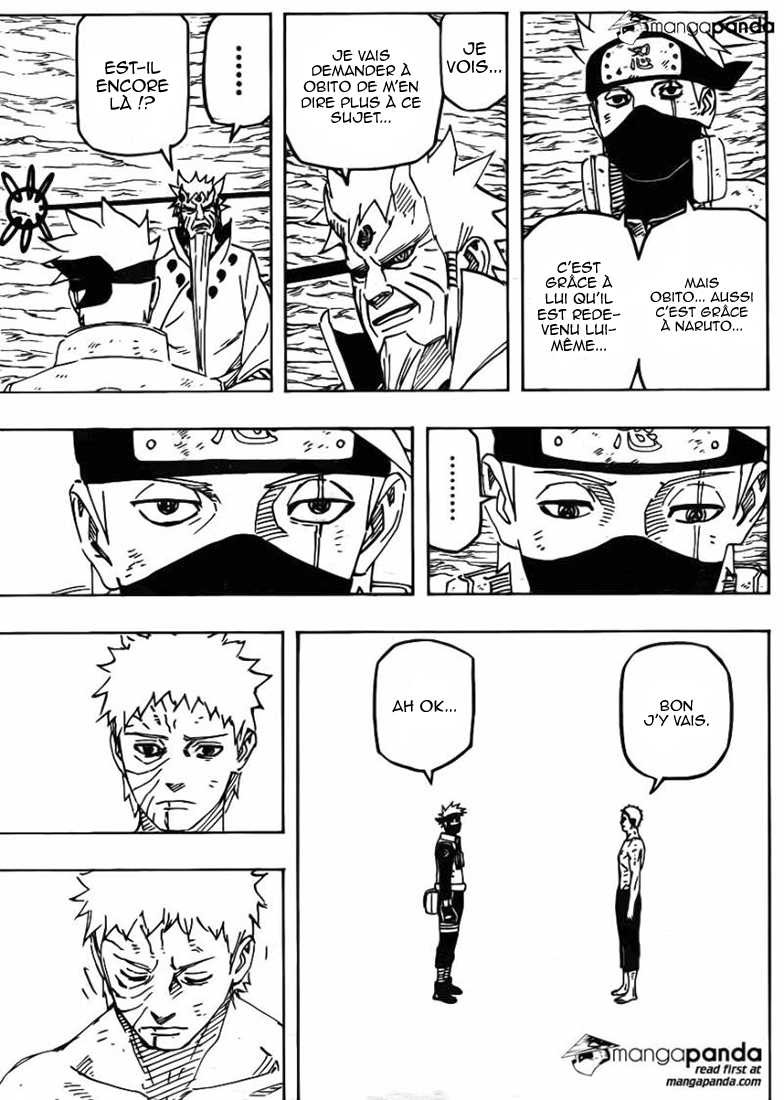 mangapanda
MAIS
OBITO... AUSSI
C'EST GRÂCE
À NARUTO...
C'EST
GRÂCE À
LUI QU'IL
EST REDE-
VENU LUI-
MÊME...
JE
VOIS...
JE VAIS
DEMANDER À
OBITO DE M'EN
DIRE PLUS À CE
SUJET...
......
EST-IL
ENCORE
LÀ !?
......
BON
J'Y VAIS.
AH OK...
mangapanda
read first at
mangapanda.com